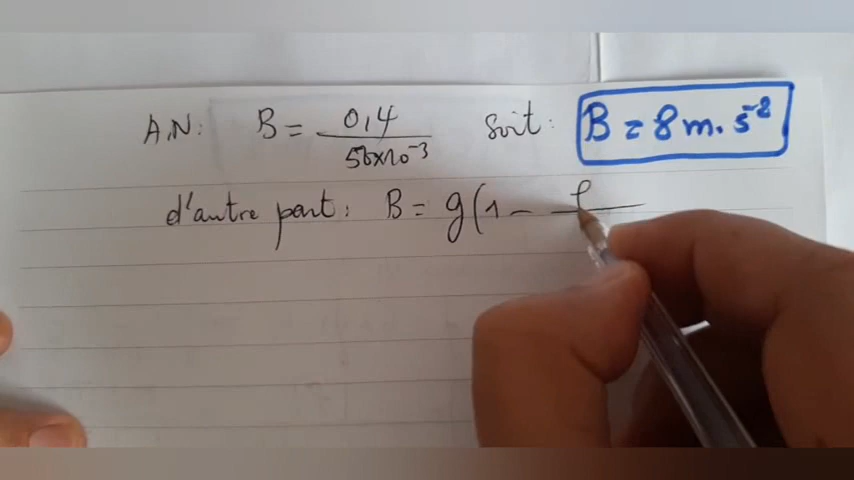 A.N: B = 0,4 / 50×10⁻³ soit: B = 8 m.s⁻²
d'autre part: B = g(1 - ρ